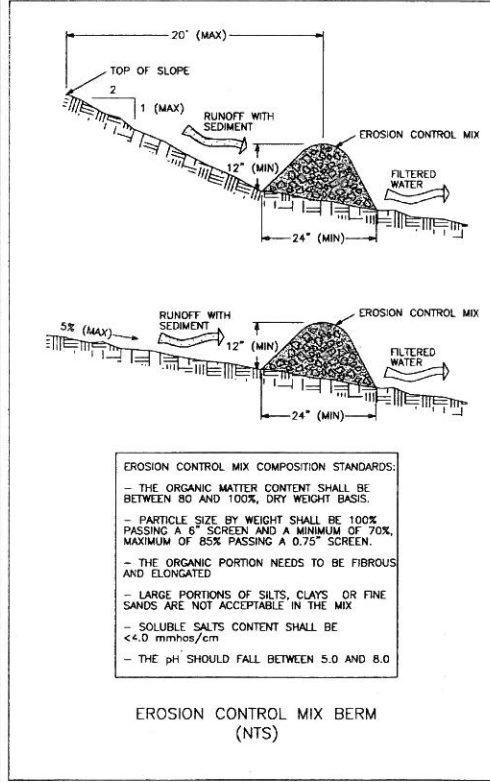 20' (MAX)
TOP OF SLOPE
2
1 (MAX)
RUNOFF WITH
SEDIMENT
EROSION CONTROL MIX
12" (MIN)
FILTERED
WATER
24" (MIN)
5% (MAX)
RUNOFF WITH
SEDIMENT
EROSION CONTROL MIX
12" (MIN)
FILTERED
WATER
24" (MIN)
EROSION CONTROL MIX COMPOSITION STANDARDS:
- THE ORGANIC MATTER CONTENT SHALL BE
BETWEEN 80 AND 100%, DRY WEIGHT BASIS.
- PARTICLE SIZE BY WEIGHT SHALL BE 100%
PASSING A 6" SCREEN AND A MINIMUM OF 70%,
MAXIMUM OF 85% PASSING A 0.75" SCREEN.
- THE ORGANIC PORTION NEEDS TO BE FIBROUS
AND ELONGATED
- LARGE PORTIONS OF SILTS, CLAYS OR FINE
SANDS ARE NOT ACCEPTABLE IN THE MIX
- SOLUBLE SALTS CONTENT SHALL BE
<4.0 mmhos/cm
- THE pH SHOULD FALL BETWEEN 5.0 AND 8.0
EROSION CONTROL MIX BERM
(NTS)